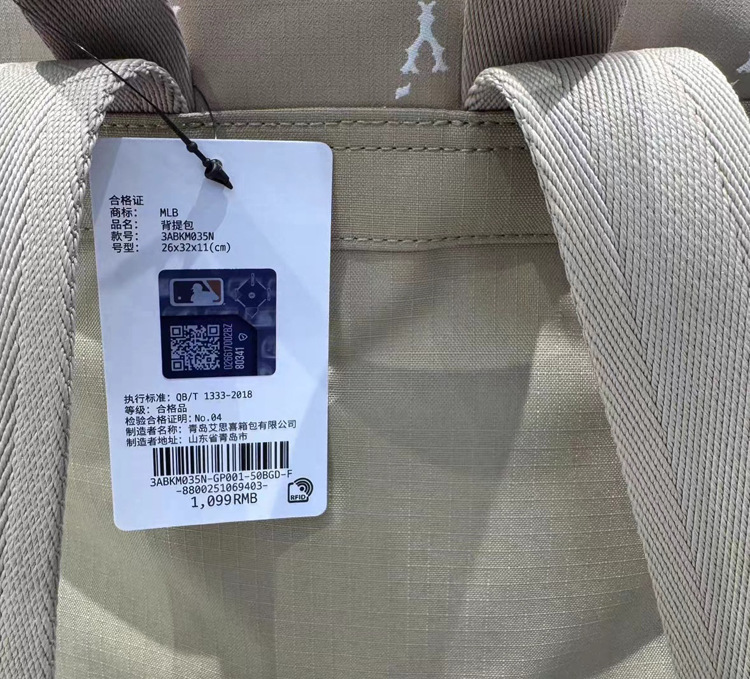 合格证
商标： MLB
品名： 背提包
款号： 3ABKM035N
号型： 26x32x11(cm)
026617002BZ
80341
执行标准： QB/T 1333-2018
等级：合格品
检验合格证明：No.04
制造者名称：青岛艾思喜箱包有限公司
制造者地址：山东省青岛市
3ABKM035N-GP001-50BGD-F
-8800251069403-
1,099RMB
RFID